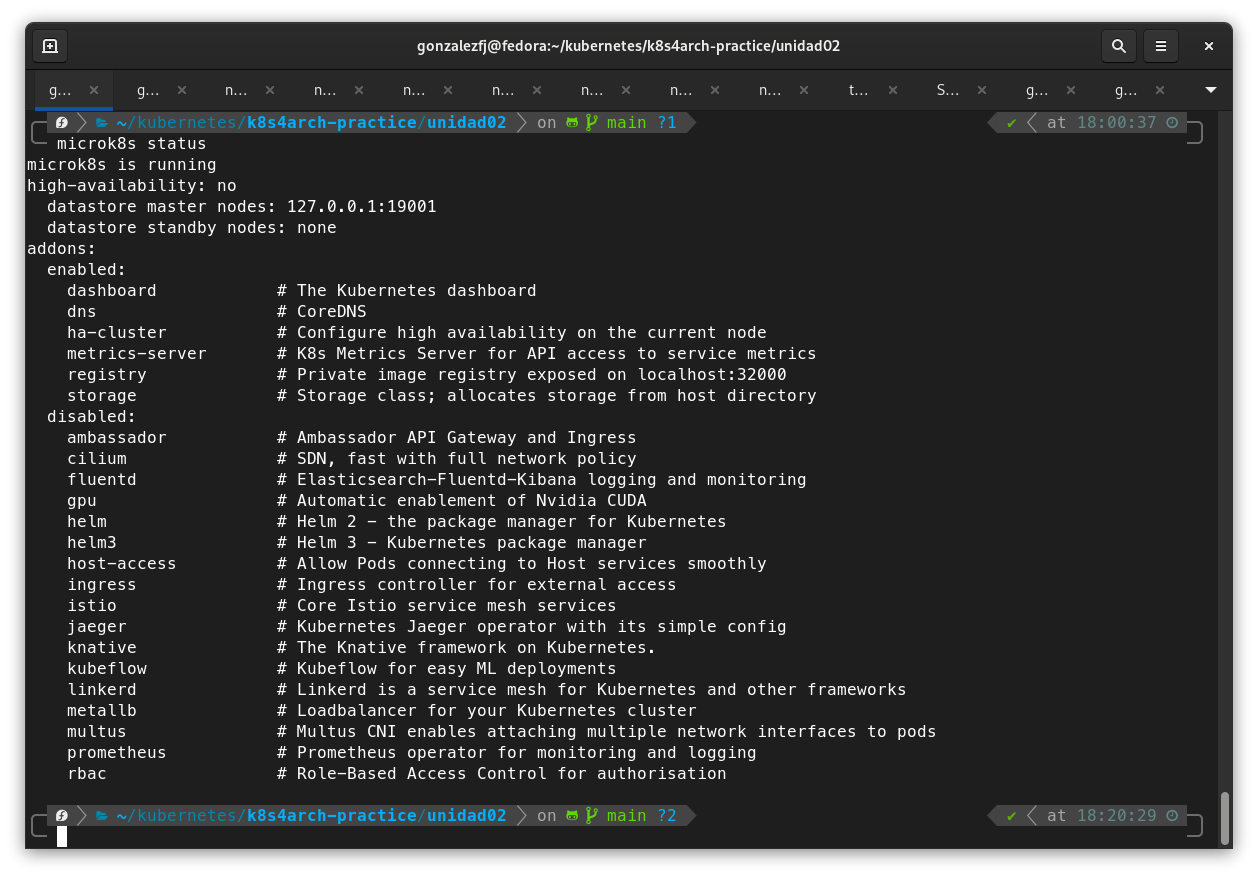 gonzalezfj@fedora:~/kubernetes/k8s4arch-practice/unidad02
g... g... n... n... n... n... n... n... n... t... S... g... g...
~/kubernetes/k8s4arch-practice/unidad02 on main ?1 ✔ at 18:00:37
microk8s status
microk8s is running
high-availability: no
  datastore master nodes: 127.0.0.1:19001
  datastore standby nodes: none
addons:
  enabled:
    dashboard            # The Kubernetes dashboard
    dns                  # CoreDNS
    ha-cluster           # Configure high availability on the current node
    metrics-server       # K8s Metrics Server for API access to service metrics
    registry             # Private image registry exposed on localhost:32000
    storage              # Storage class; allocates storage from host directory
  disabled:
    ambassador           # Ambassador API Gateway and Ingress
    cilium               # SDN, fast with full network policy
    fluentd              # Elasticsearch-Fluentd-Kibana logging and monitoring
    gpu                  # Automatic enablement of Nvidia CUDA
    helm                 # Helm 2 - the package manager for Kubernetes
    helm3                # Helm 3 - Kubernetes package manager
    host-access          # Allow Pods connecting to Host services smoothly
    ingress              # Ingress controller for external access
    istio                # Core Istio service mesh services
    jaeger               # Kubernetes Jaeger operator with its simple config
    knative              # The Knative framework on Kubernetes.
    kubeflow             # Kubeflow for easy ML deployments
    linkerd              # Linkerd is a service mesh for Kubernetes and other frameworks
    metallb              # Loadbalancer for your Kubernetes cluster
    multus               # Multus CNI enables attaching multiple network interfaces to pods
    prometheus           # Prometheus operator for monitoring and logging
    rbac                 # Role-Based Access Control for authorisation
~/kubernetes/k8s4arch-practice/unidad02 on main ?2 ✔ at 18:20:29